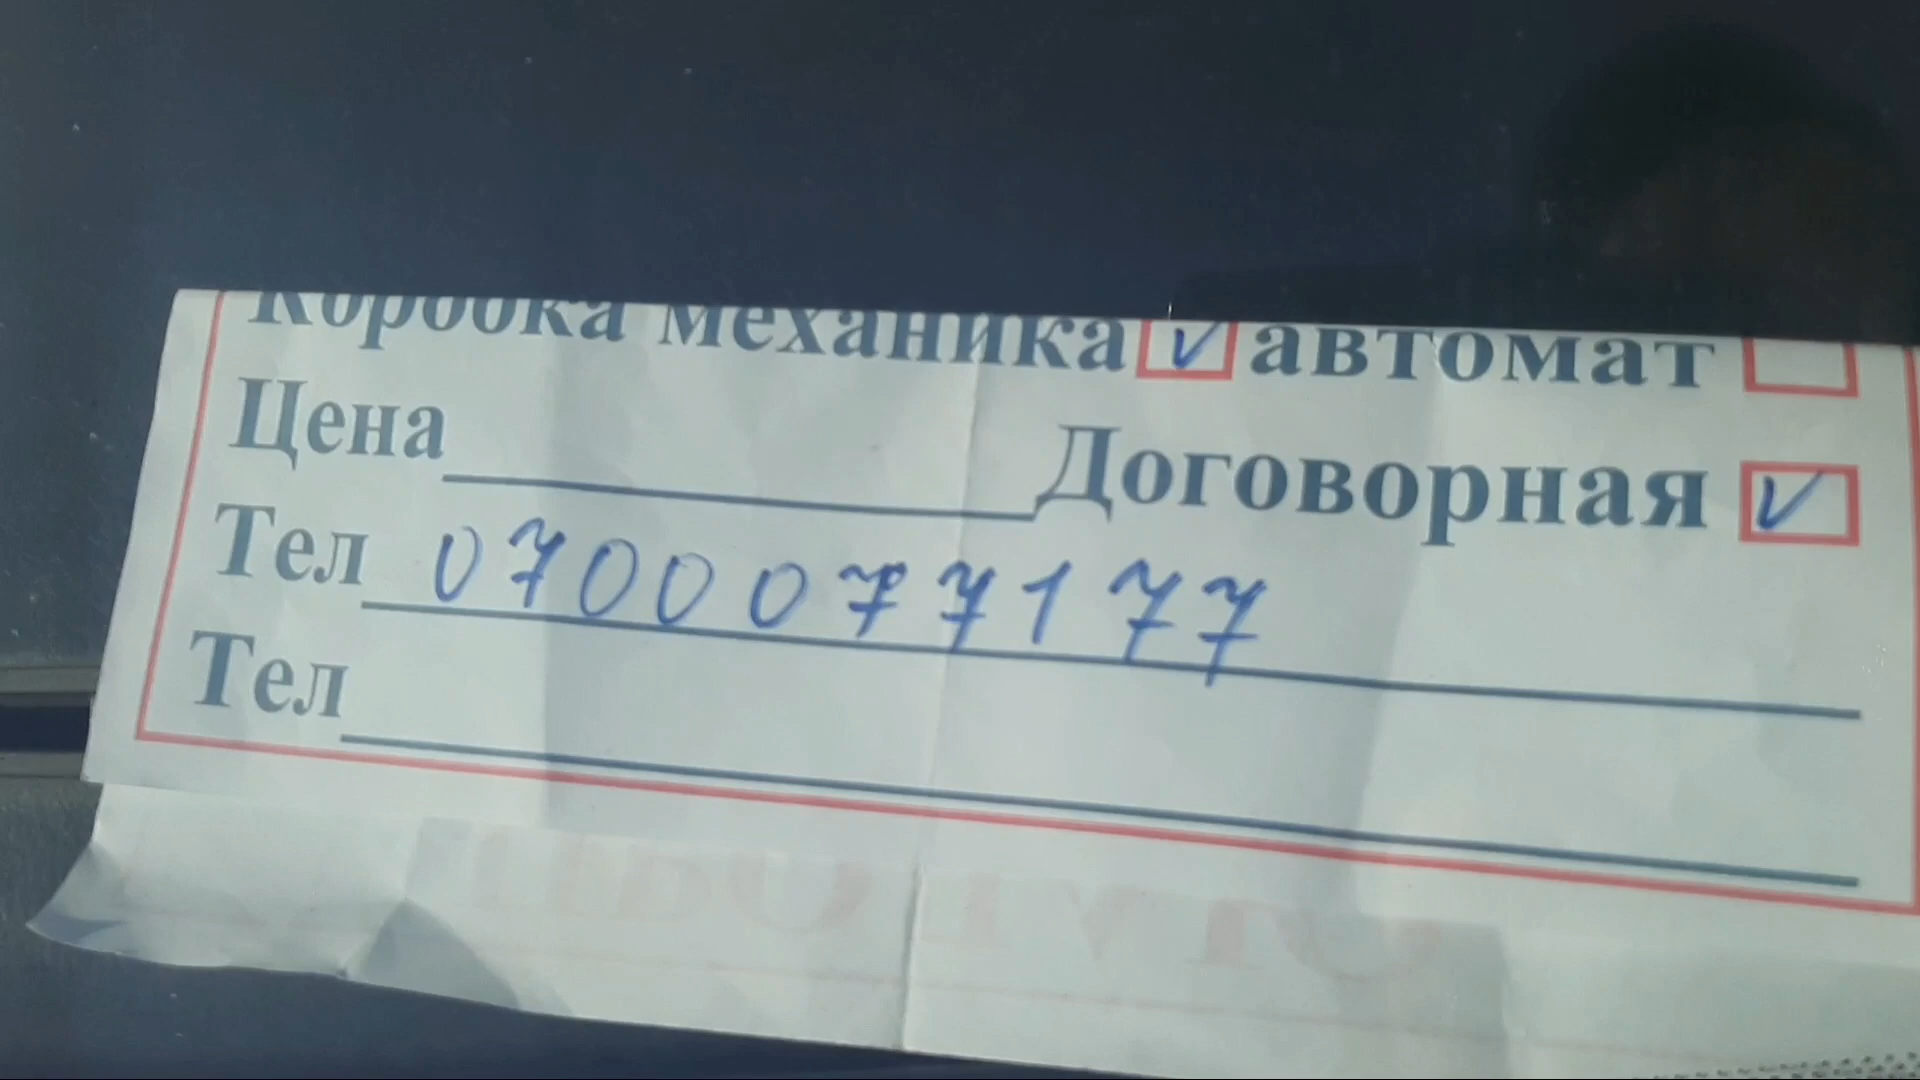 Коробка механика ✓ автомат
Цена Договорная ✓
Тел 0700077177
Тел